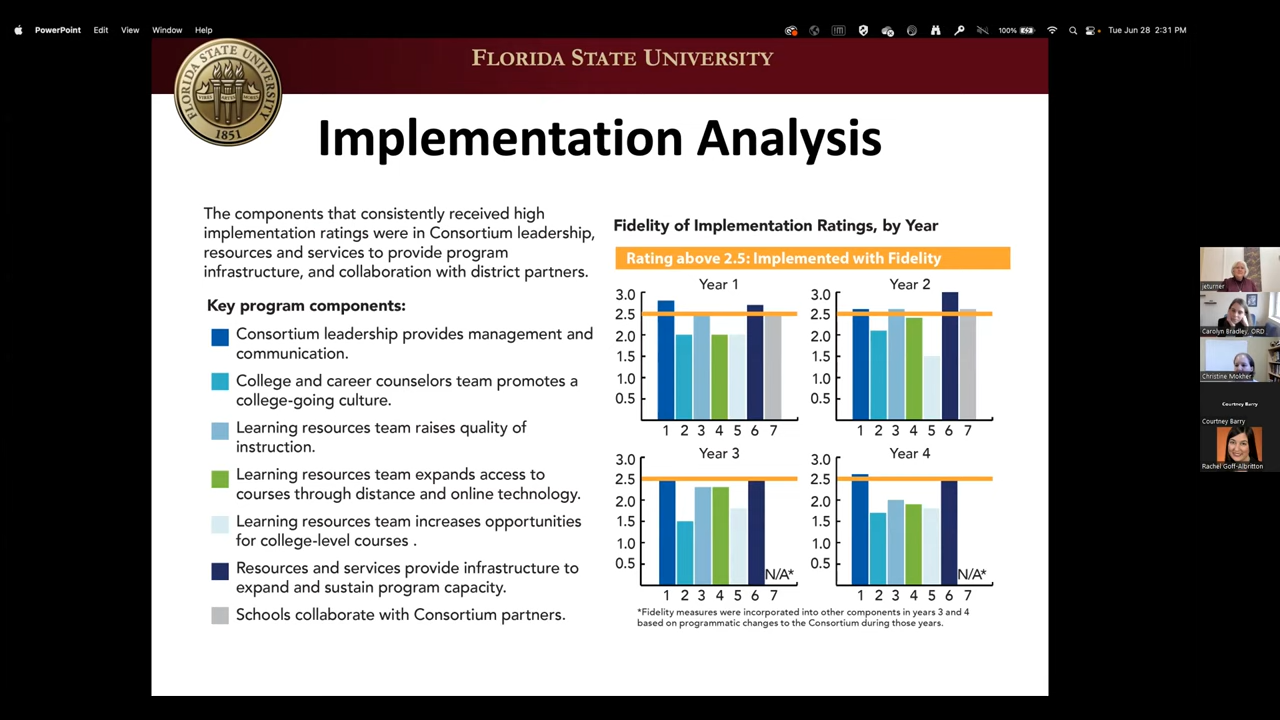 PowerPoint Edit View Window Help
100% Tue Jun 28 2:31 PM
FLORIDA STATE UNIVERSITY
FLORIDA STATE UNIVERSITY
VIRES ARTES MORES
1851
Implementation Analysis
The components that consistently received high
implementation ratings were in Consortium leadership,
resources and services to provide program
infrastructure, and collaboration with district partners.
Key program components:
Consortium leadership provides management and
communication.
College and career counselors team promotes a
college-going culture.
Learning resources team raises quality of
instruction.
Learning resources team expands access to
courses through distance and online technology.
Learning resources team increases opportunities
for college-level courses .
Resources and services provide infrastructure to
expand and sustain program capacity.
Schools collaborate with Consortium partners.
Fidelity of Implementation Ratings, by Year
Rating above 2.5: Implemented with Fidelity
Year 1
3.0
2.5
2.0
1.5
1.0
0.5
1 2 3 4 5 6 7
Year 2
3.0
2.5
2.0
1.5
1.0
0.5
1 2 3 4 5 6 7
Year 3
3.0
2.5
2.0
1.5
1.0
0.5
N/A*
1 2 3 4 5 6 7
Year 4
3.0
2.5
2.0
1.5
1.0
0.5
N/A*
1 2 3 4 5 6 7
*Fidelity measures were incorporated into other components in years 3 and 4
based on programmatic changes to the Consortium during those years.
jeturner
Carolyn Bradley, ORD
Christine Mokher
Courtney Barry
Courtney Barry
Rachel Goff-Albritton